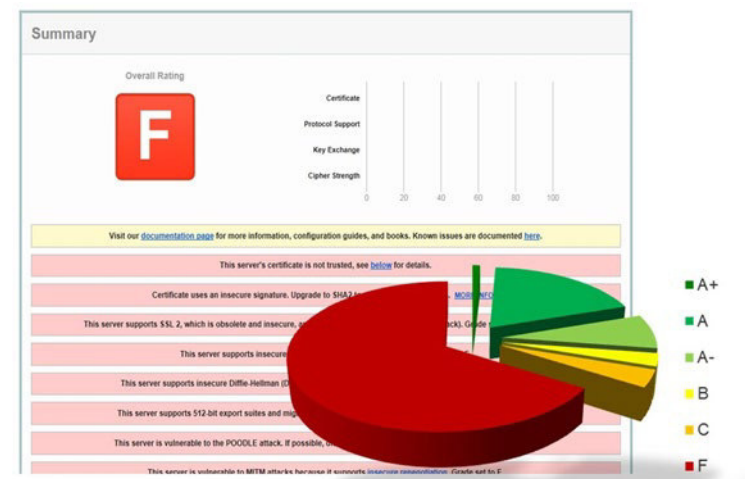 Summary
Overall Rating
F
Certificate
Protocol Support
Key Exchange
Cipher Strength
0 20 40 60 80 100
Visit our documentation page for more information, configuration guides, and books. Known issues are documented here.
This server's certificate is not trusted, see below for details.
Certificate uses an insecure signature. Upgrade to SHA2
This server supports SSL 2, which is obsolete and insecure,
This server supports insecure
This server supports insecure Diffie-Hellman
This server supports 512-bit export suites and
This server is vulnerable to the POODLE attack. If possible,
This server is vulnerable to MITM attacks because it supports insecure renegotiation. Grade set to F.
A+
A
A-
B
C
F